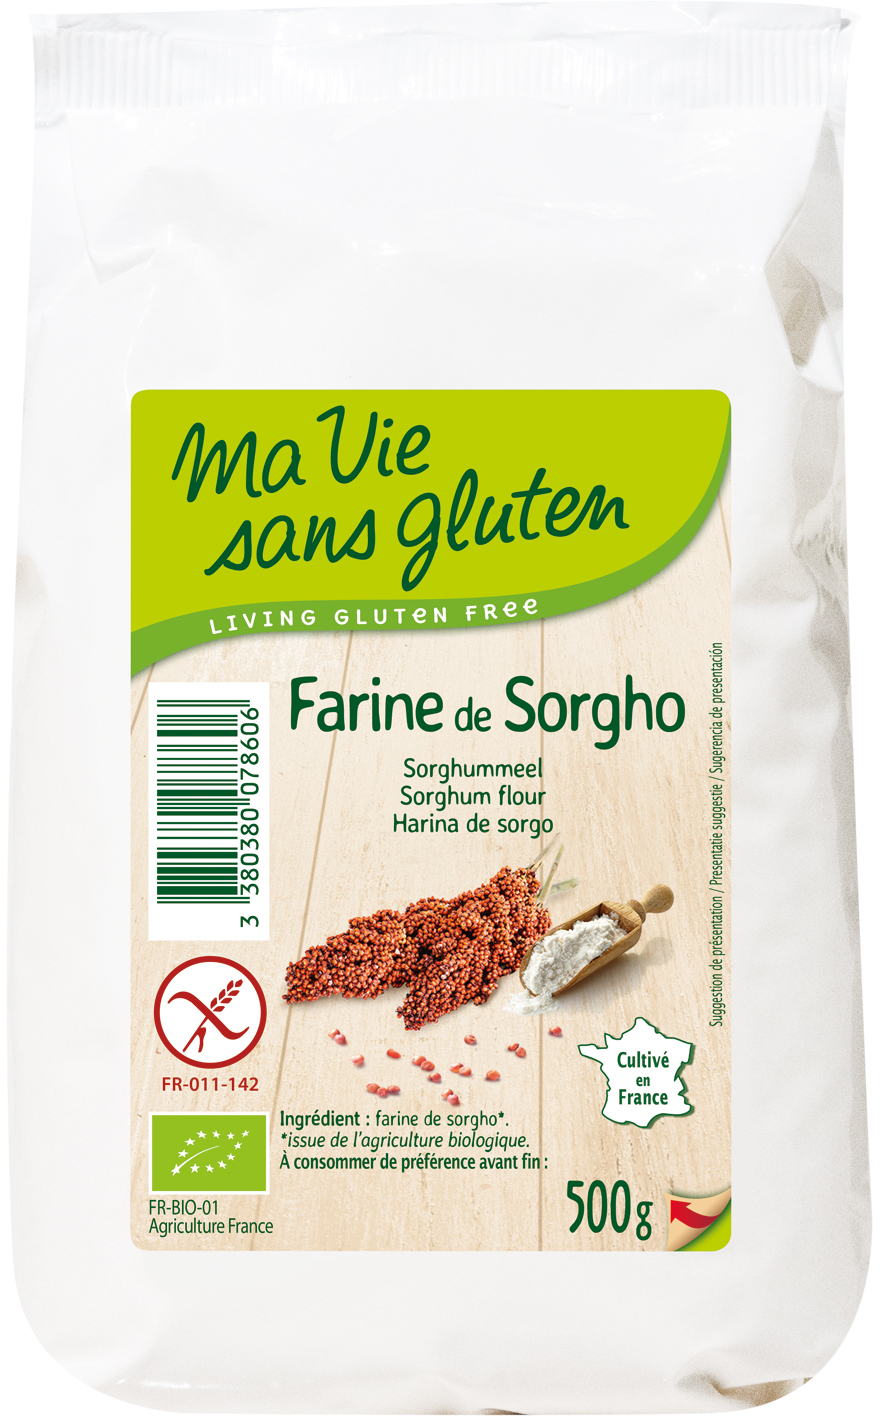 Ma Vie
sans gluten
LIVING GLUTEN FREE
Farine de Sorgho
Sorghummeel
Sorghum flour
Harina de sorgo
3 380380 078606
Suggestion de présentation / Presentatie suggestie / Sugerencia de presentación
Cultivé
en
France
FR-011-142
Ingrédient : farine de sorgho*.
*issue de l'agriculture biologique.
À consommer de préférence avant fin :
FR-BIO-01
Agriculture France
500g